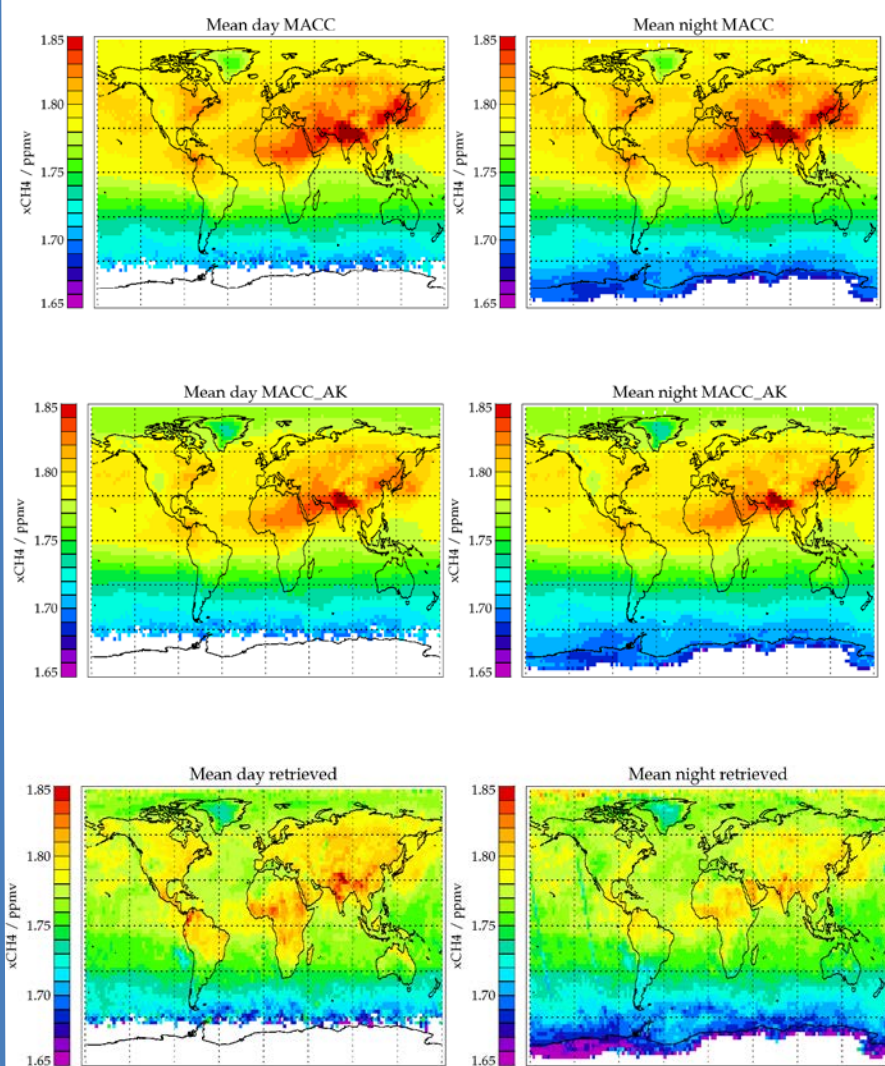 Mean day MACC
1.85
1.80
1.75
1.70
1.65
xCH4 / ppmv
Mean night MACC
1.85
1.80
1.75
1.70
1.65
xCH4 / ppmv
Mean day MACC_AK
1.85
1.80
1.75
1.70
1.65
xCH4 / ppmv
Mean night MACC_AK
1.85
1.80
1.75
1.70
1.65
xCH4 / ppmv
Mean day retrieved
1.85
1.80
1.75
1.70
1.65
xCH4 / ppmv
Mean night retrieved
1.85
1.80
1.75
1.70
1.65
xCH4 / ppmv